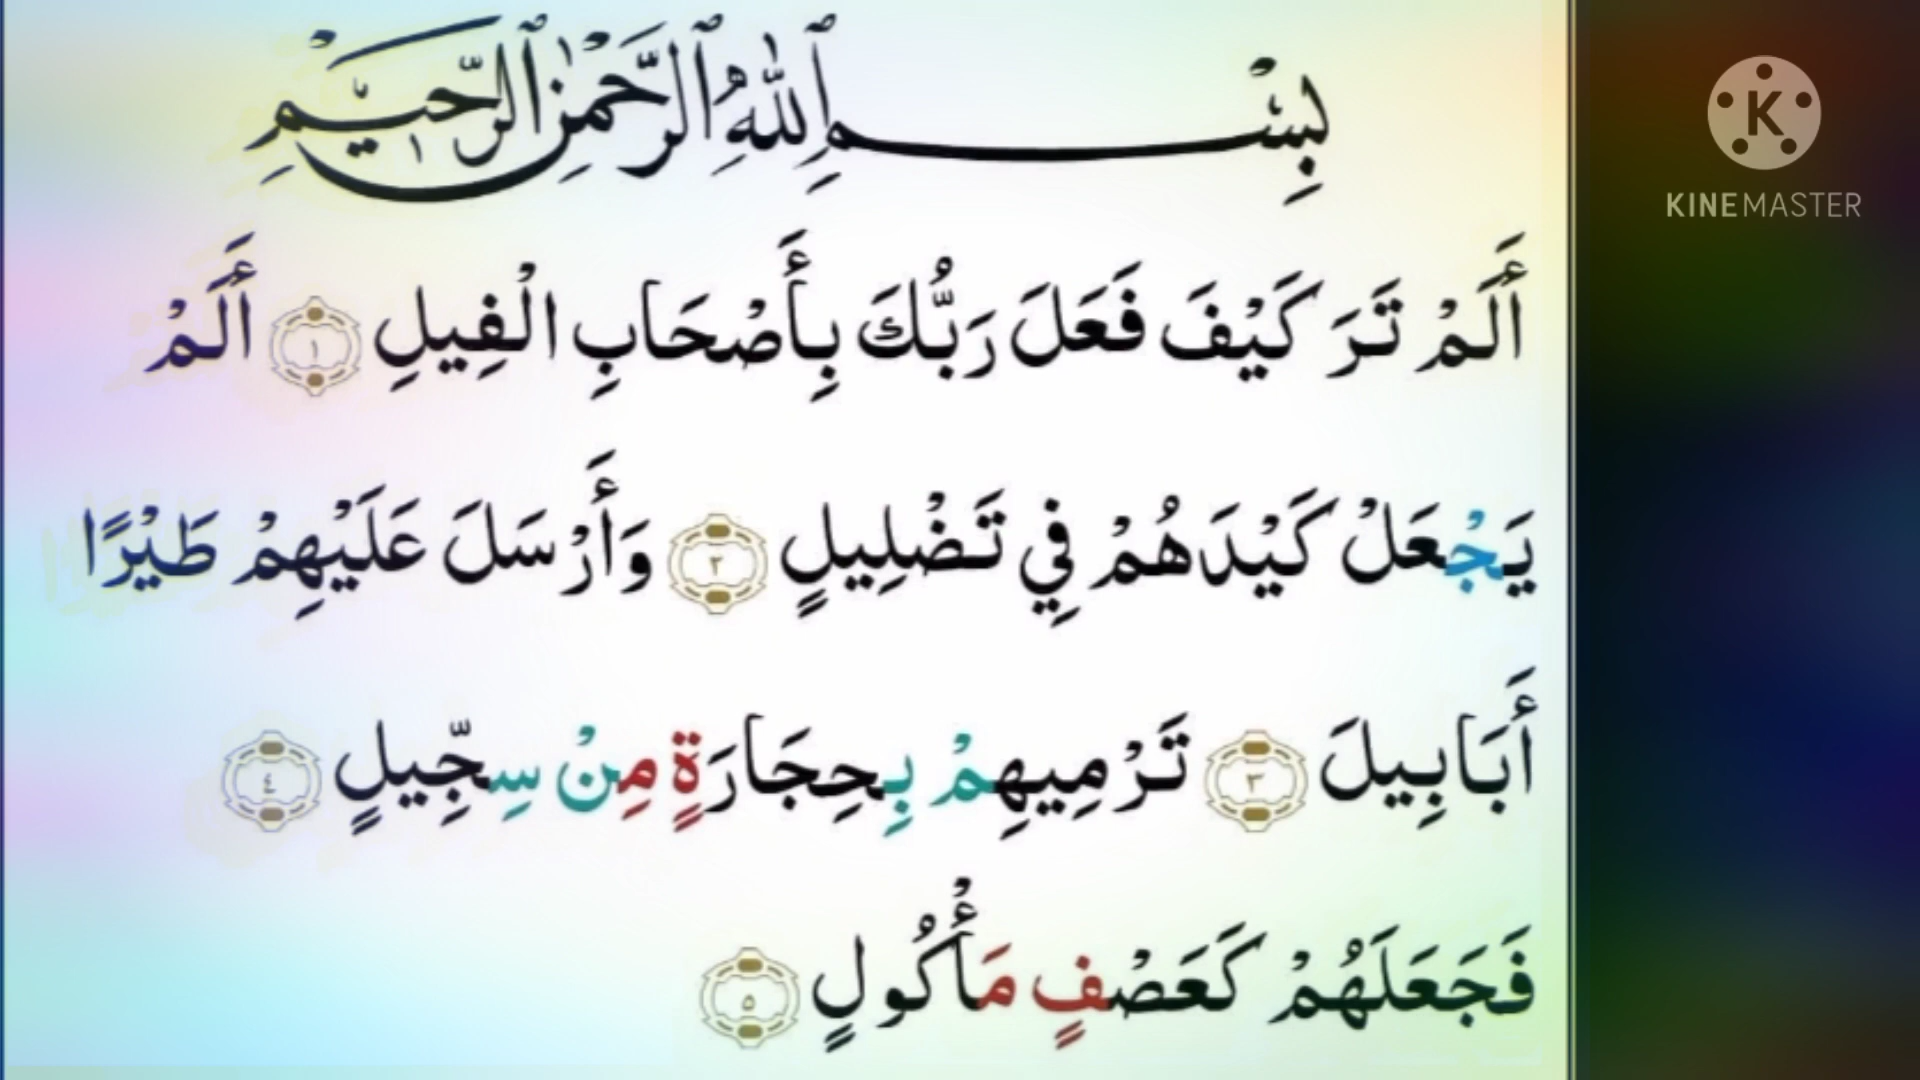 بِسْمِ ٱللَّهِ ٱلرَّحْمَٰنِ ٱلرَّحِيمِ ١
أَلَمْ تَرَ كَيْفَ فَعَلَ رَبُّكَ بِأَصْحَابِ الْفِيلِ ١ أَلَمْ
يَجْعَلْ كَيْدَهُمْ فِي تَضْلِيلٍ ٢ وَأَرْسَلَ عَلَيْهِمْ طَيْرًا
أَبَابِيلَ ٣ تَرْمِيهِمْ بِحِجَارَةٍ مِنْ سِجِّيلٍ ٤
فَجَعَلَهُمْ كَعَصْفٍ مَأْكُولٍ ٥
K
KINEMASTER